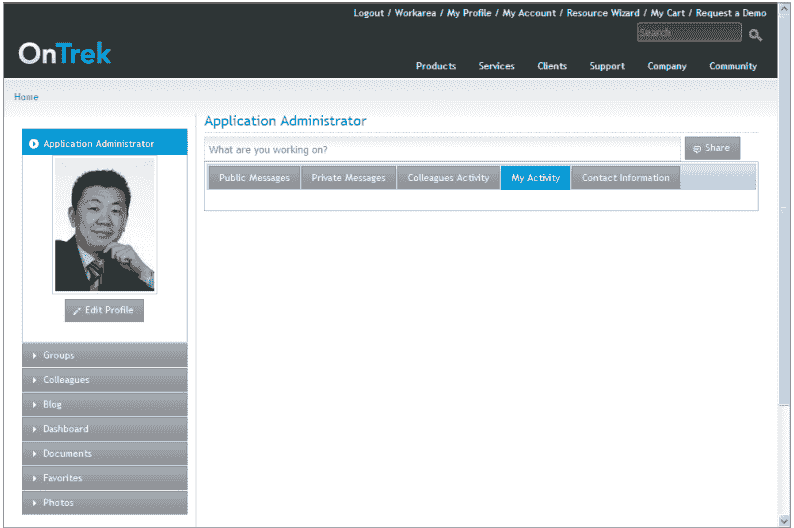 Logout / Workarea / My Profile / My Account / Resource Wizard / My Cart / Request a Demo
Search
OnTrek
Products Services Clients Support Company Community
Home
Application Administrator
Application Administrator
What are you working on? Share
Public Messages Private Messages Colleagues Activity My Activity Contact Information
Edit Profile
Groups
Colleagues
Blog
Dashboard
Documents
Favorites
Photos